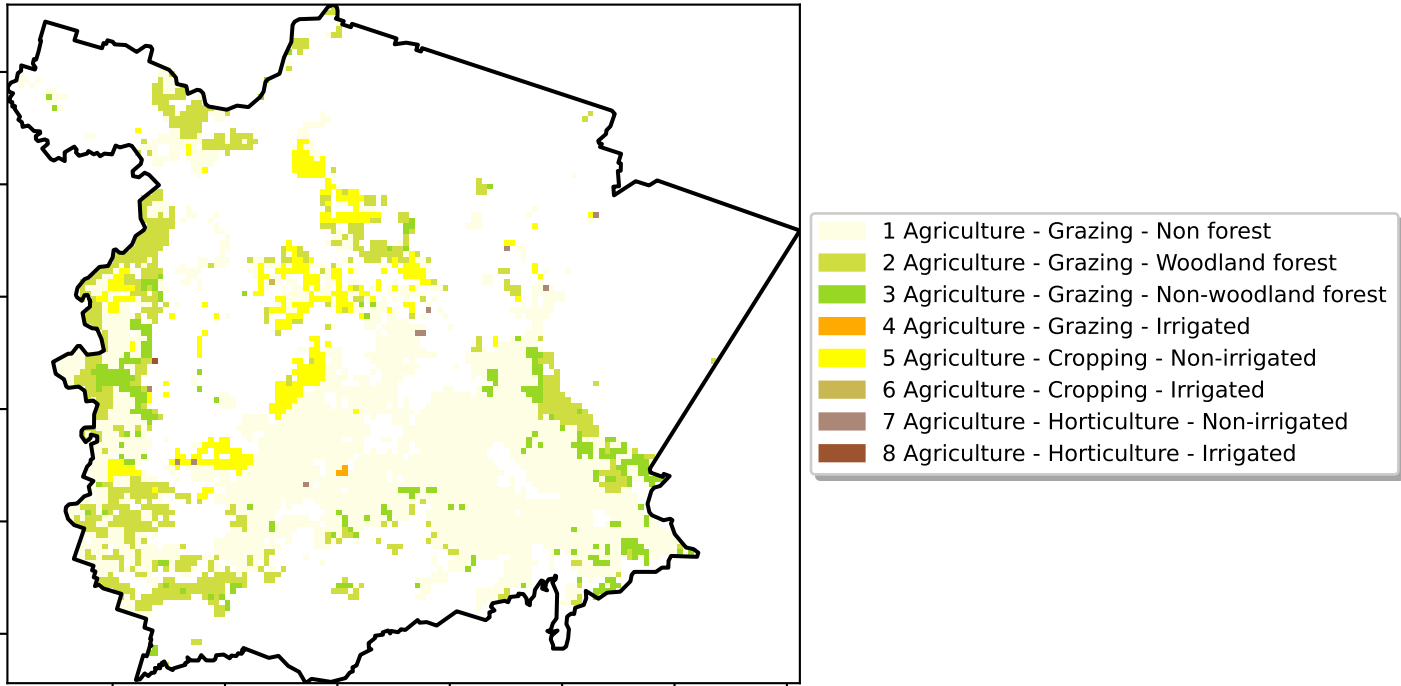 1 Agriculture - Grazing - Non forest
2 Agriculture - Grazing - Woodland forest
3 Agriculture - Grazing - Non-woodland forest
4 Agriculture - Grazing - Irrigated
5 Agriculture - Cropping - Non-irrigated
6 Agriculture - Cropping - Irrigated
7 Agriculture - Horticulture - Non-irrigated
8 Agriculture - Horticulture - Irrigated